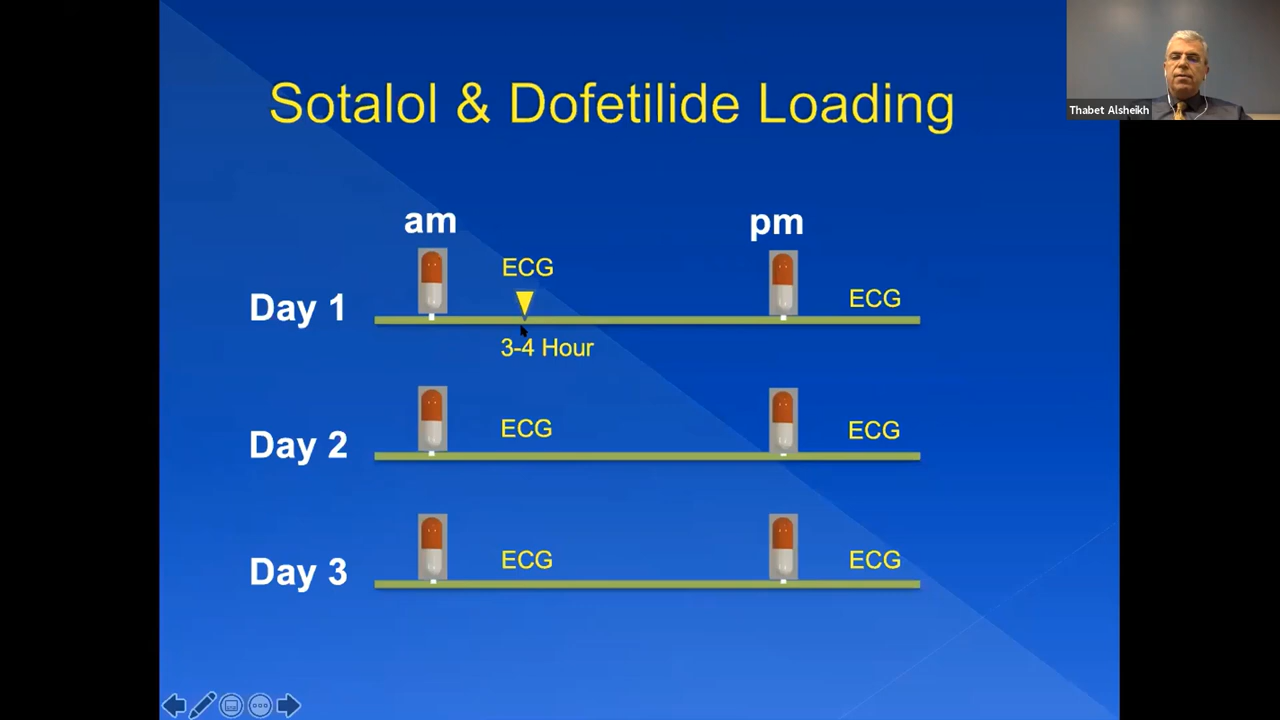 Thabet Alsheikh
Sotalol & Dofetilide Loading
am
pm
ECG
Day 1
ECG
3-4 Hour
Day 2
ECG
ECG
Day 3
ECG
ECG